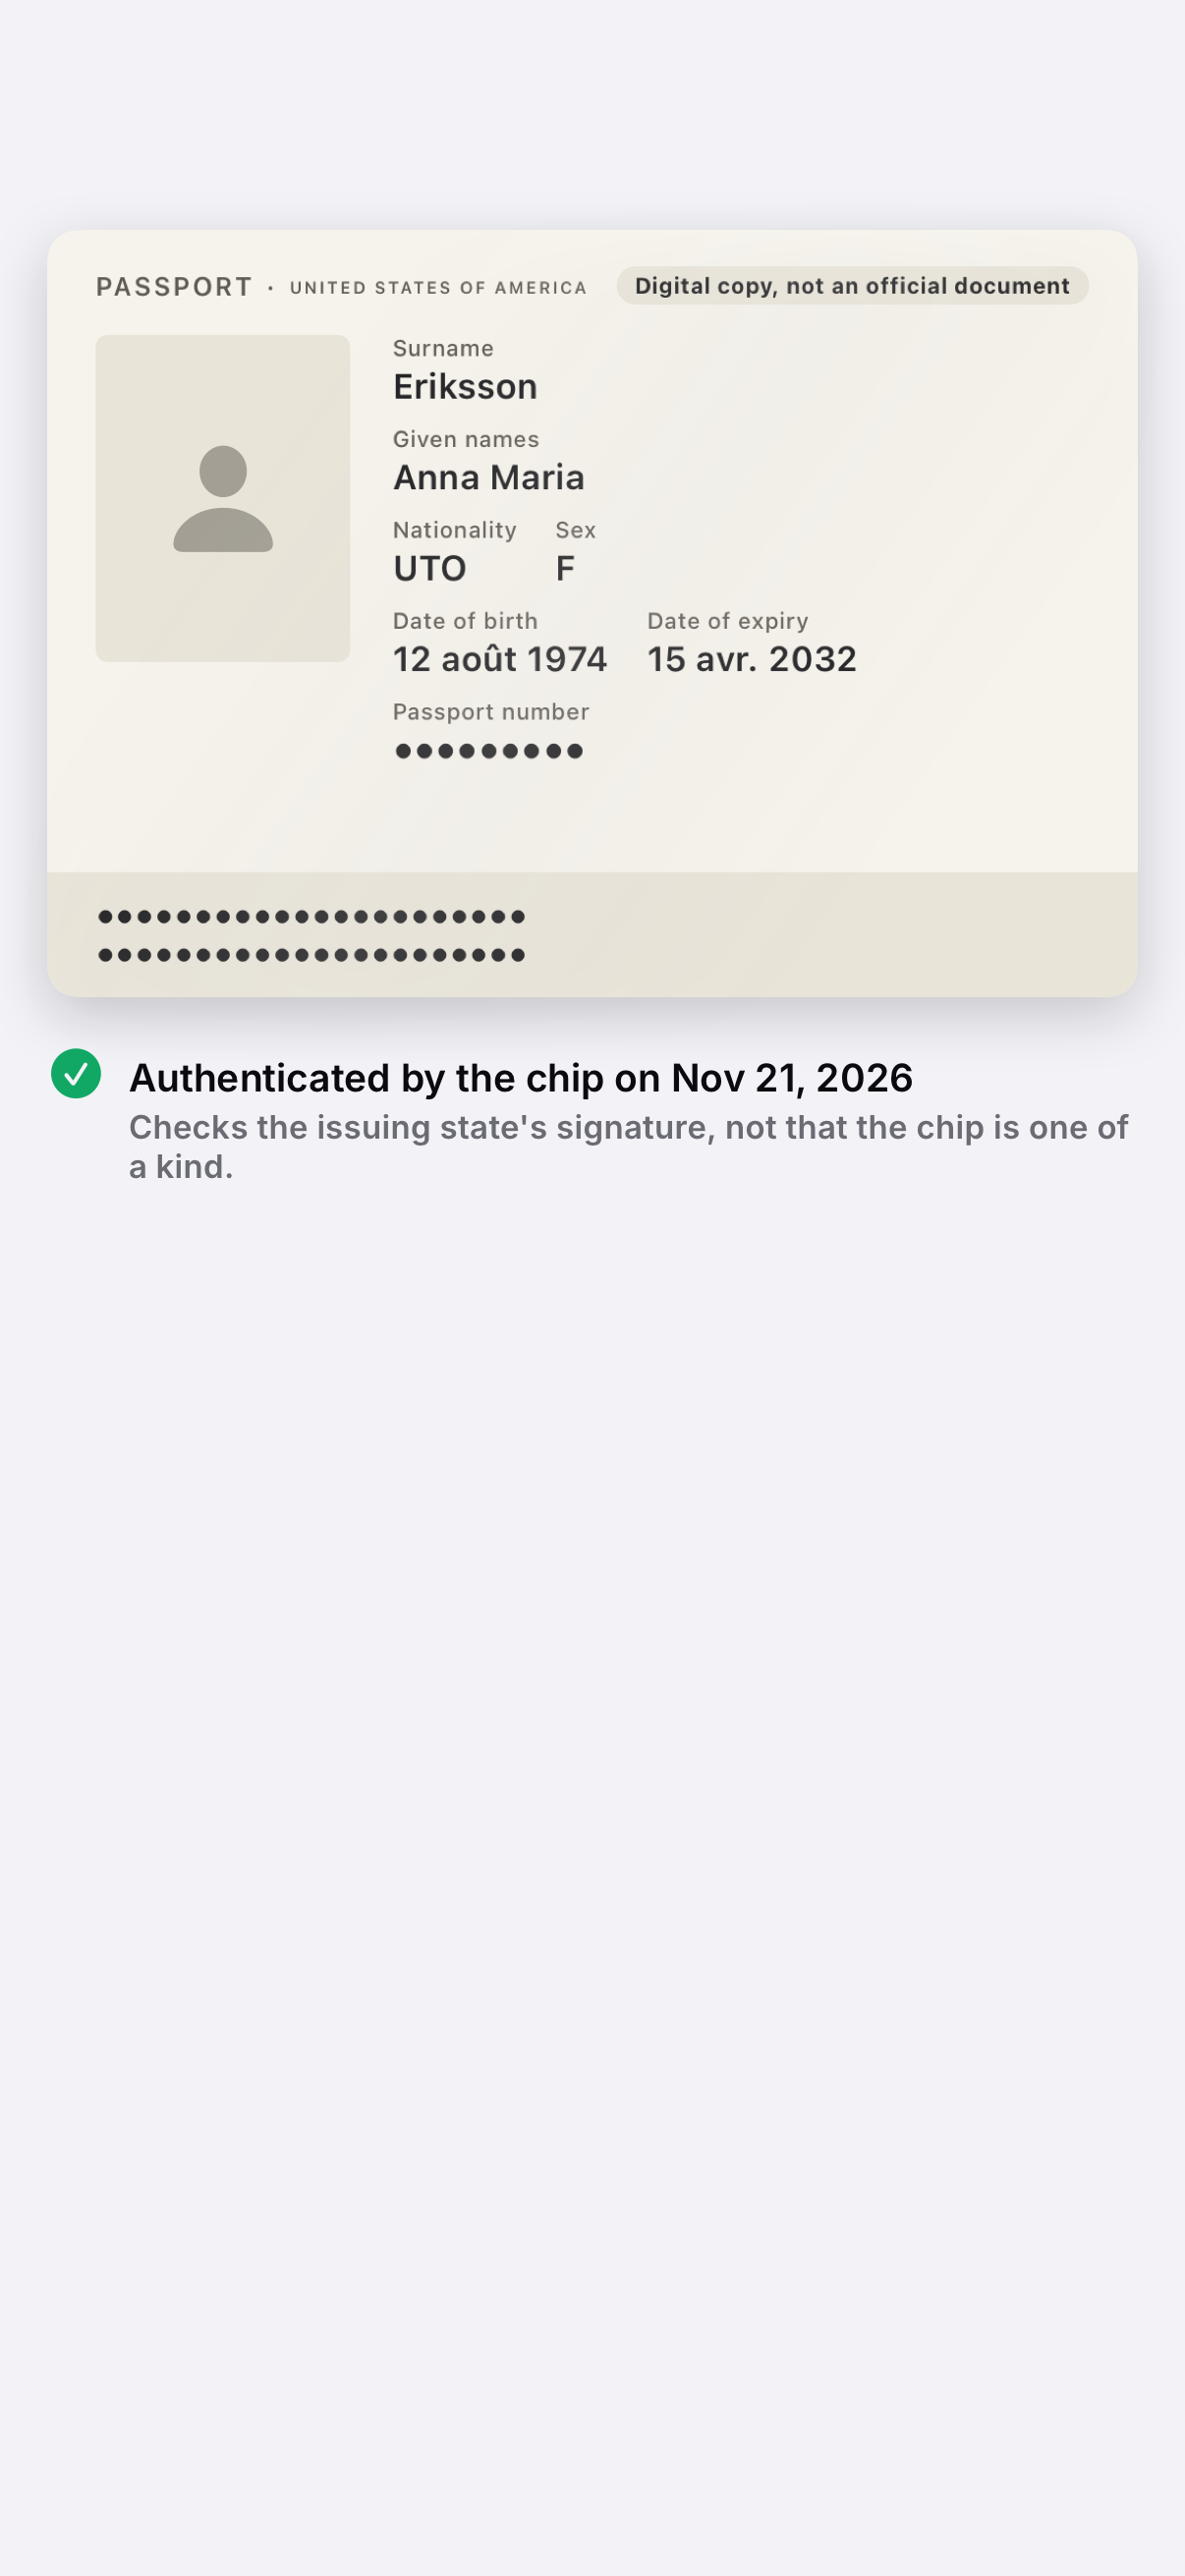 PASSPORT · UNITED STATES OF AMERICA Digital copy, not an official document
Surname
Eriksson
Given names
Anna Maria
Nationality Sex
UTO F
Date of birth Date of expiry
12 août 1974 15 avr. 2032
Passport number
●●●●●●●●●
●●●●●●●●●●●●●●●●●●●●●●
●●●●●●●●●●●●●●●●●●●●●●
Authenticated by the chip on Nov 21, 2026
Checks the issuing state's signature, not that the chip is one of
a kind.